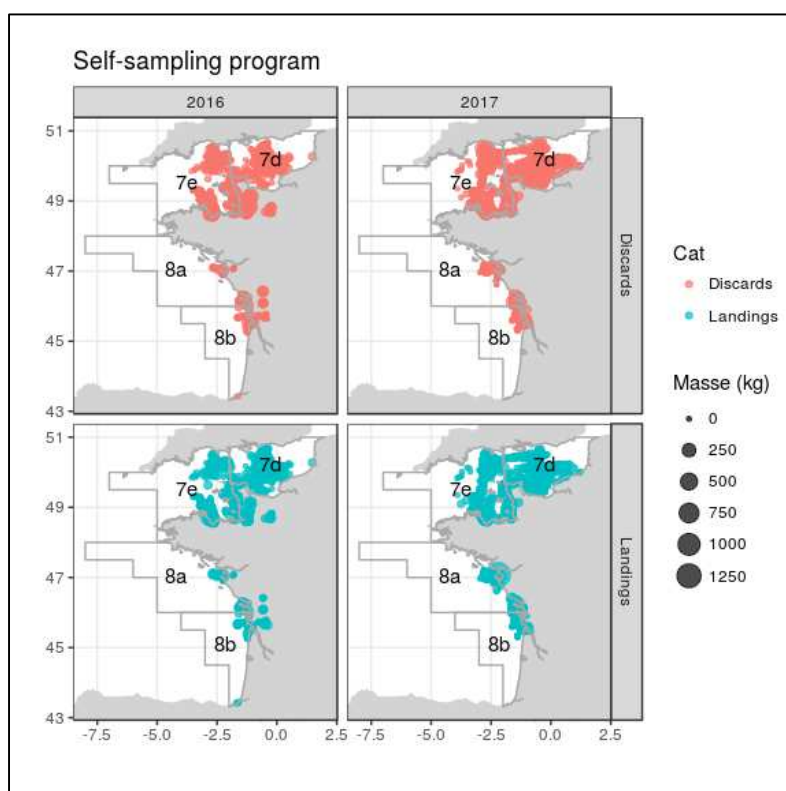 Self-sampling program
2016
2017
51
49
47
45
43
7e
7d
8a
8b
7e
7d
8a
8b
Discards
51
49
47
45
43
7e
7d
8a
8b
7e
7d
8a
8b
Landings
-7.5
-5.0
-2.5
0.0
2.5
-7.5
-5.0
-2.5
0.0
2.5
Cat
Discards
Landings
Masse (kg)
0
250
500
750
1000
1250